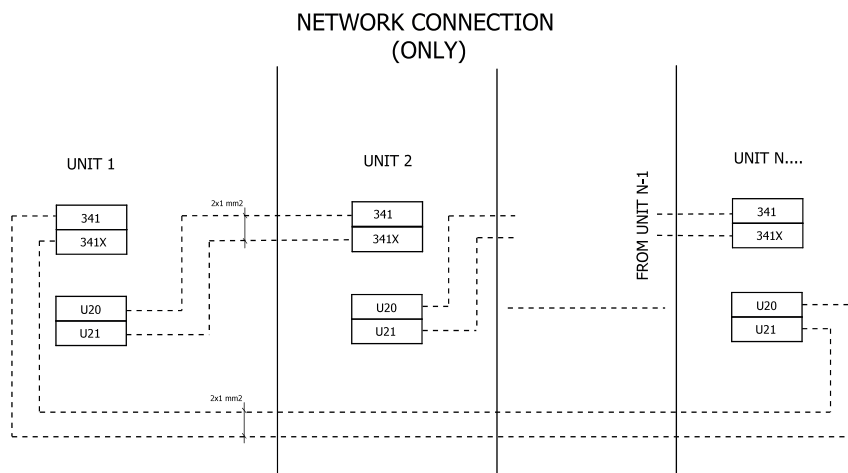 NETWORK CONNECTION
(ONLY)
UNIT 1
UNIT 2
UNIT N....
2x1 mm2
341
341X
U20
U21
341
341X
U20
U21
FROM UNIT N-1
341
341X
U20
U21
2x1 mm2